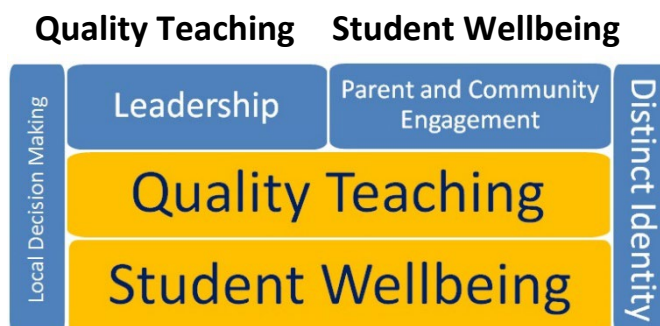 Quality Teaching Student Wellbeing
Local Decision Making
Leadership
Parent and Community
Engagement
Distinct Identity
Quality Teaching
Student Wellbeing